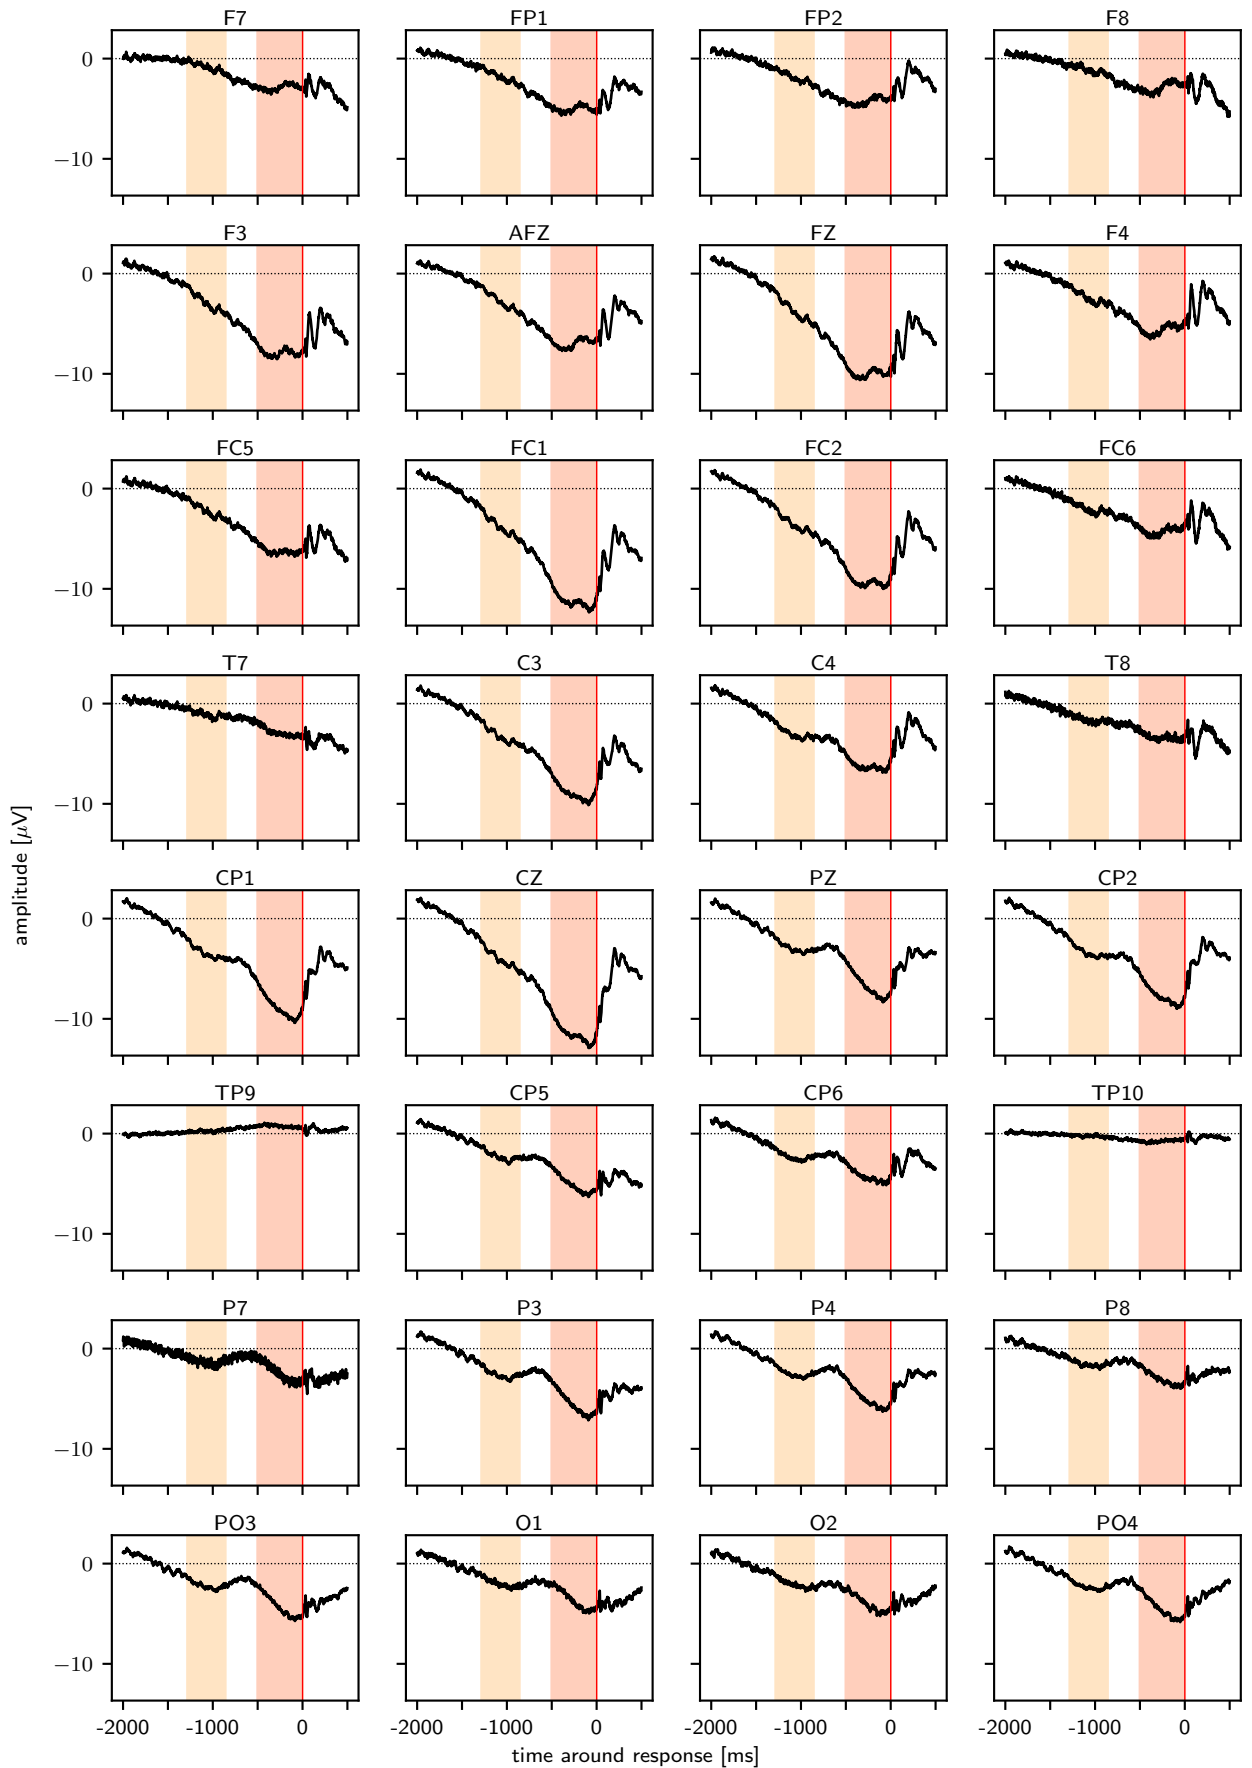 F7 FP1 FP2 F8
0
−10
F3 AFZ FZ F4
0
−10
FC5 FC1 FC2 FC6
0
−10
T7 C3 C4 T8
0
−10
CP1 CZ PZ CP2
0
−10
amplitude [μV]
TP9 CP5 CP6 TP10
0
−10
P7 P3 P4 P8
0
−10
PO3 O1 O2 PO4
0
−10
-2000 -1000 0 -2000 -1000 0 -2000 -1000 0 -2000 -1000 0
time around response [ms]